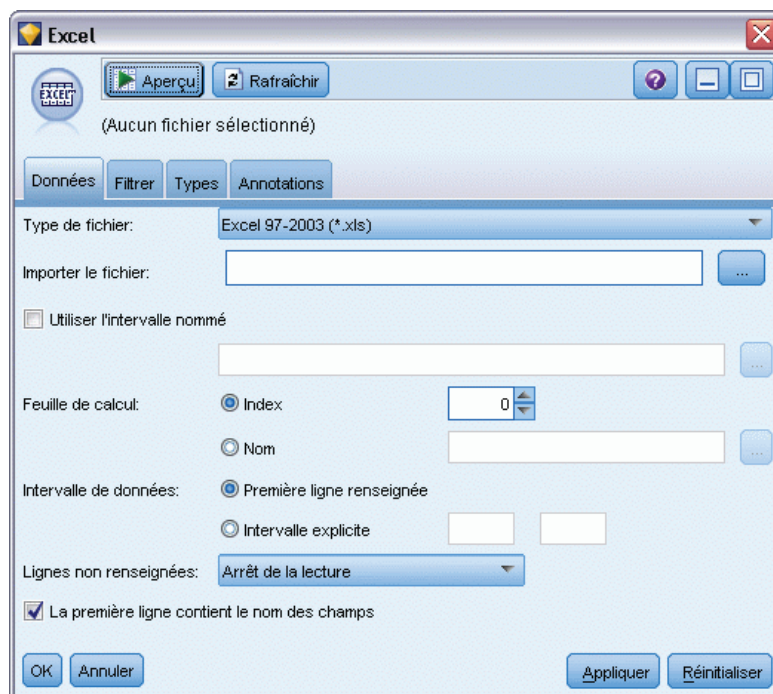 Excel
EXCEL
Aperçu Rafraîchir ?
(Aucun fichier sélectionné)
Données Filtrer Types Annotations
Type de fichier: Excel 97-2003 (*.xls)
Importer le fichier: ...
Utiliser l'intervalle nommé
...
Feuille de calcul: Index 0
Nom ...
Intervalle de données: Première ligne renseignée
Intervalle explicite
Lignes non renseignées: Arrêt de la lecture
La première ligne contient le nom des champs
OK Annuler Appliquer Réinitialiser